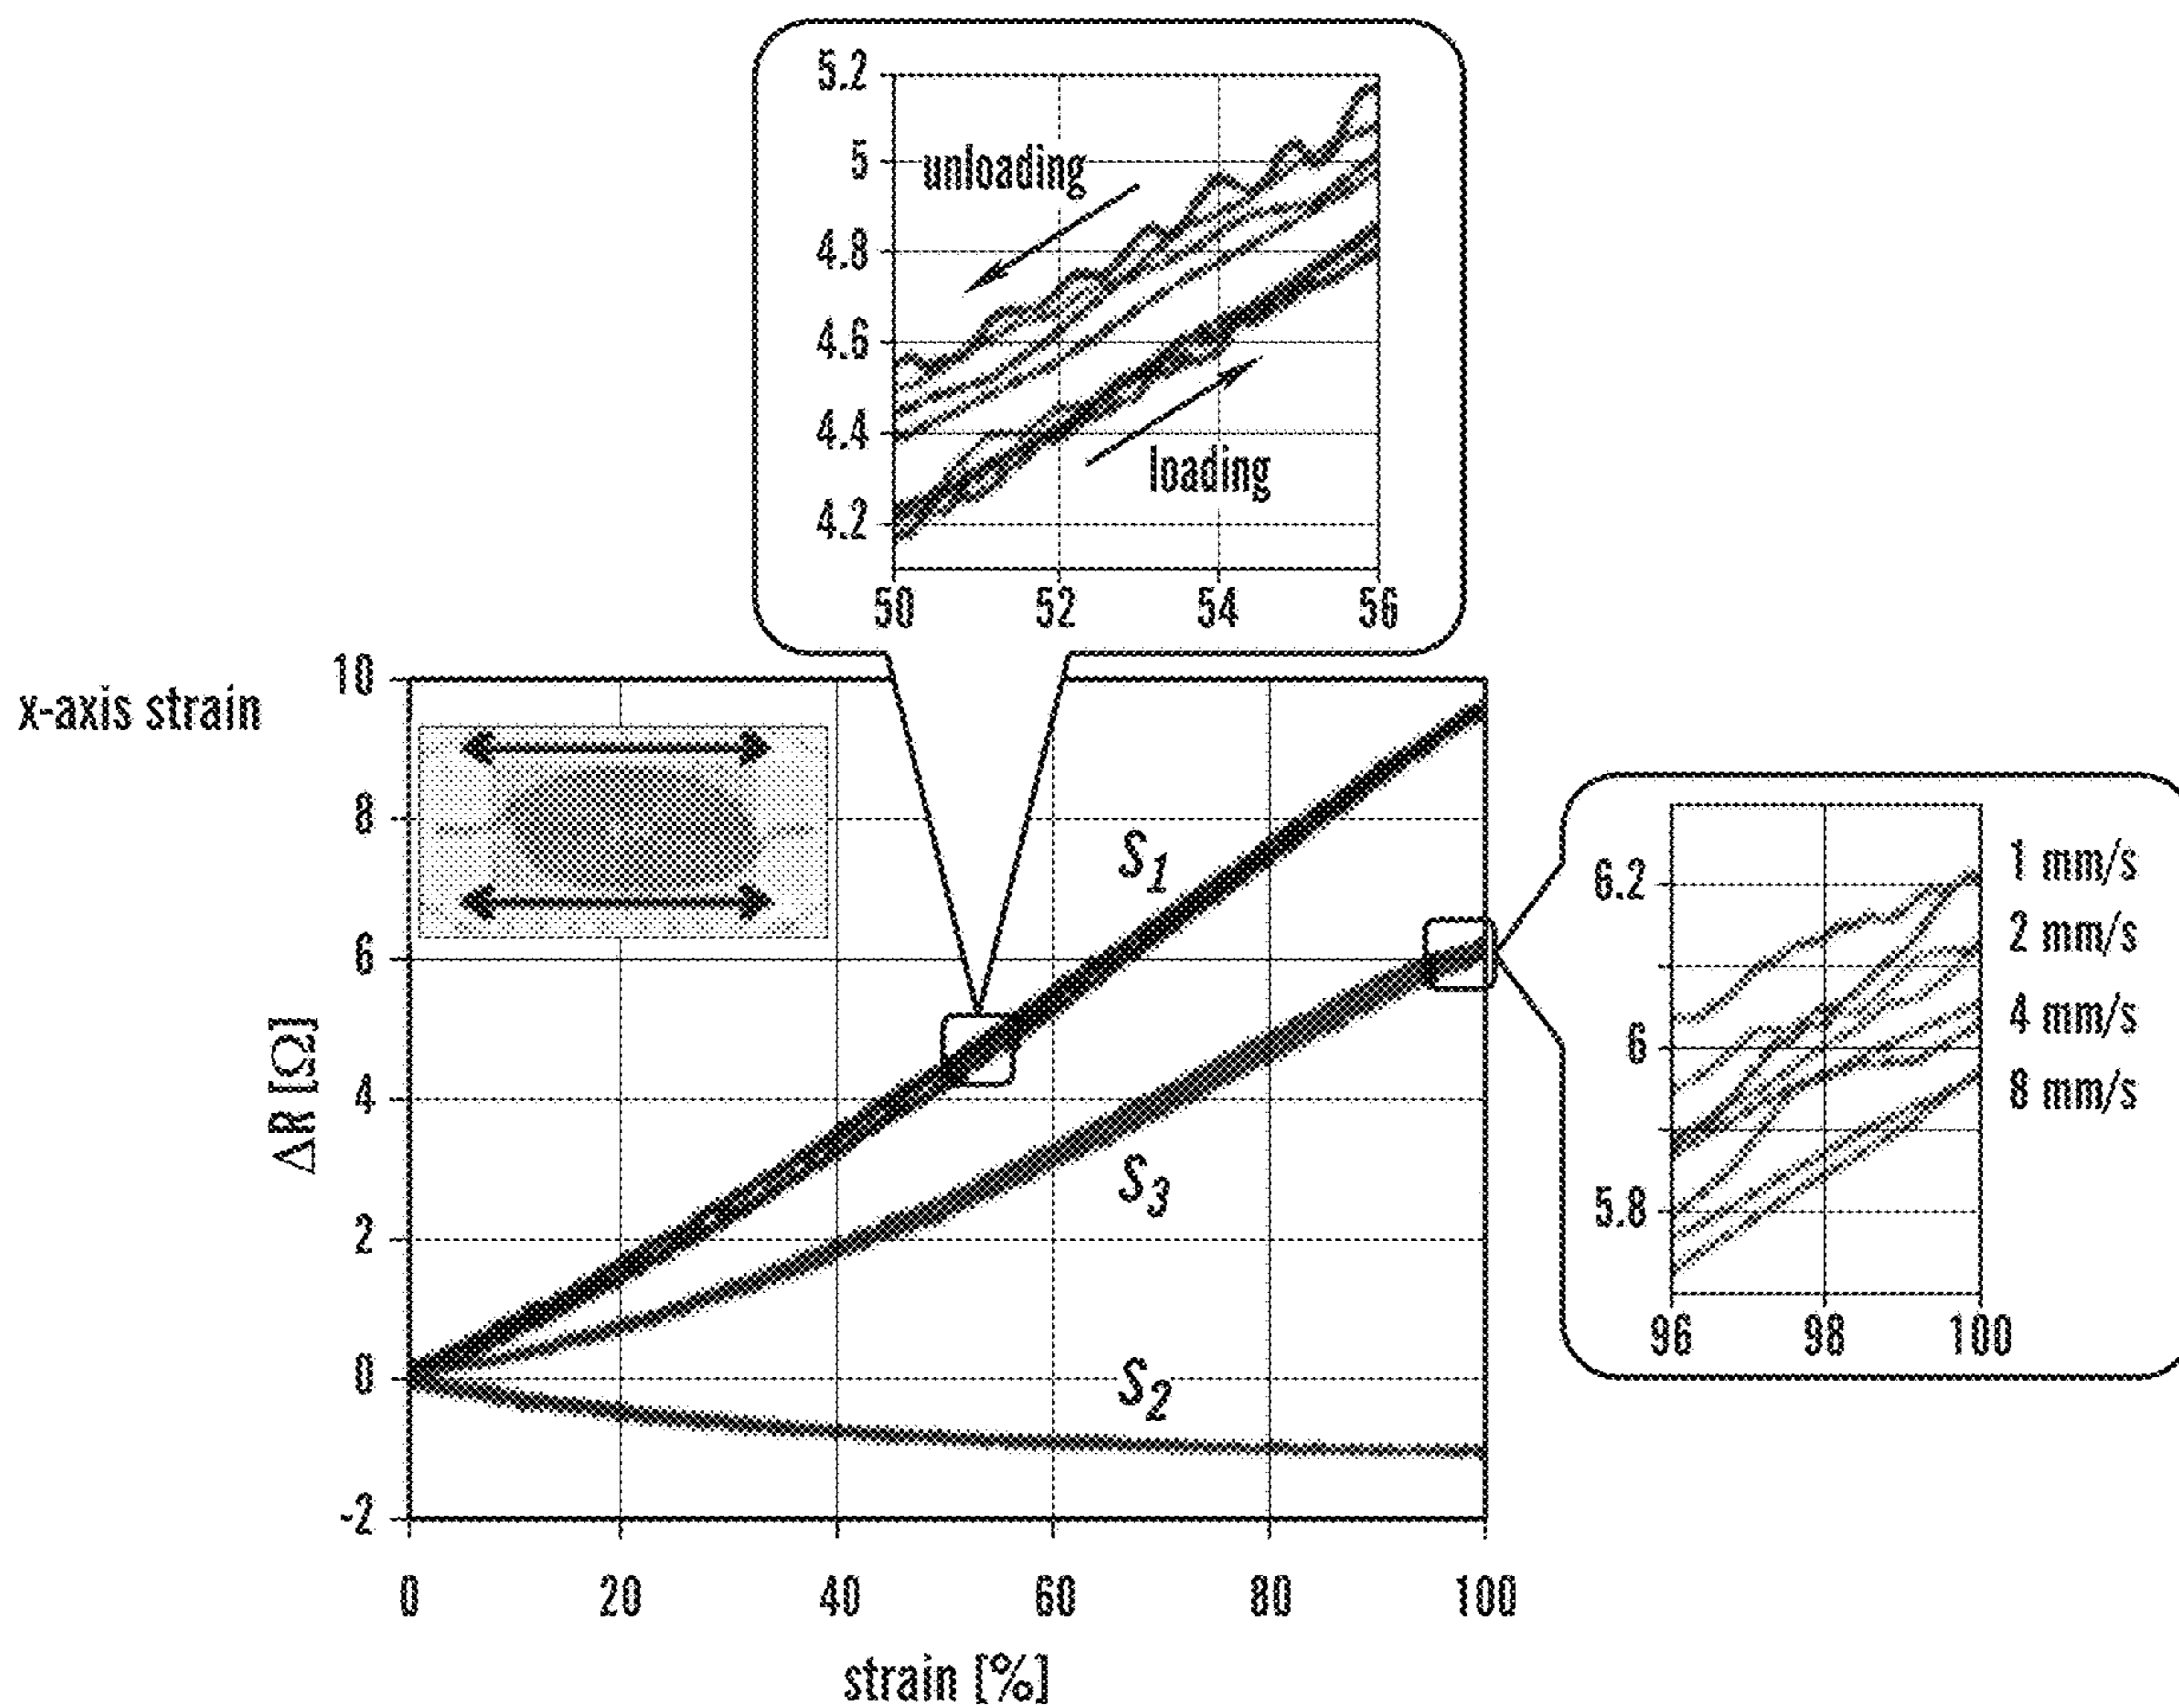 5.2
5
4.8
4.6
4.4
4.2
unloading
loading
50 52 54 56
x-axis strain
10
8
6
4
2
0
-2
ΔR [Ω]
S1
S3
S2
0 20 40 60 80 100
strain [%]
6.2
6
5.8
96 98 100
1 mm/s
2 mm/s
4 mm/s
8 mm/s